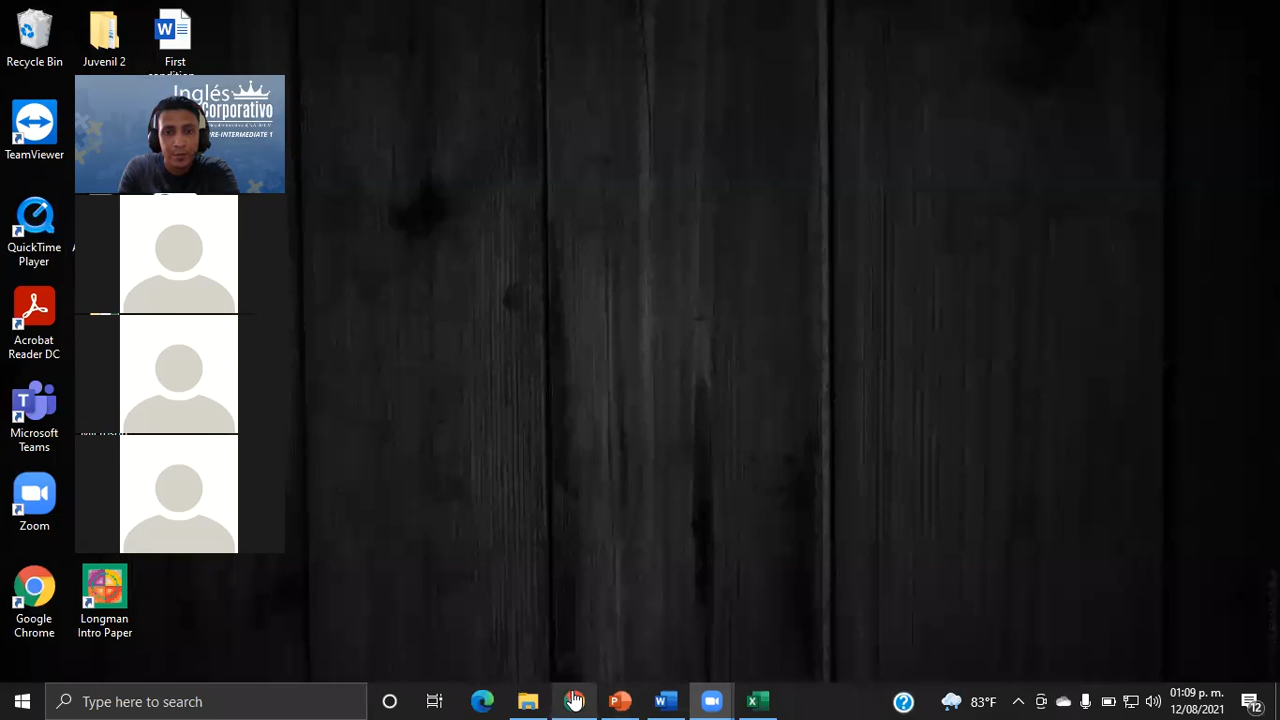 Recycle Bin
Juvenil 2
First
Inglés
Corporativo
PRE-INTERMEDIATE 1
TeamViewer
QuickTime
Player
Acrobat
Reader DC
Microsoft
Teams
Zoom
Google
Chrome
Longman
Intro Paper
Type here to search
83°F
01:09 p. m.
12/08/2021
12